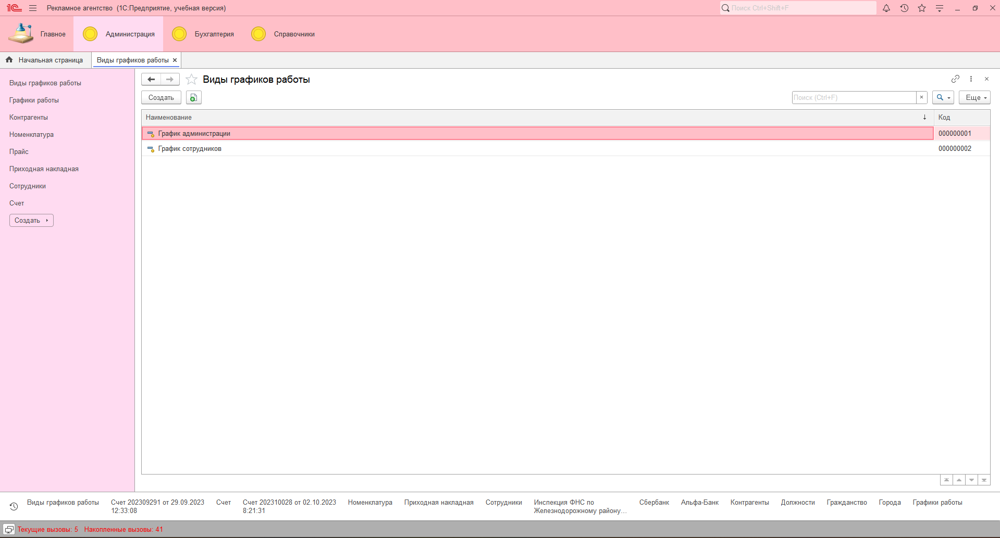 1С Рекламное агентство (1С:Предприятие, учебная версия) Поиск Ctrl+Shift+F
Главное Администрация Бухгалтерия Справочники
Начальная страница Виды графиков работы
Виды графиков работы
Графики работы
Контрагенты
Номенклатура
Прайс
Приходная накладная
Сотрудники
Счет
Создать
Виды графиков работы
Создать Поиск (Ctrl+F) × Еще
Наименование ↓ Код
График администрации 000000001
График сотрудников 000000002
Виды графиков работы
Счет 202309291 от 29.09.2023
12:33:08
Счет
Счет 202310028 от 02.10.2023
8:21:31
Номенклатура
Приходная накладная
Сотрудники
Инспекция ФНС по
Железнодорожному району...
Сбербанк
Альфа-Банк
Контрагенты
Должности
Гражданство
Города
Графики работы
Текущие вызовы: 5 Накопленные вызовы: 41